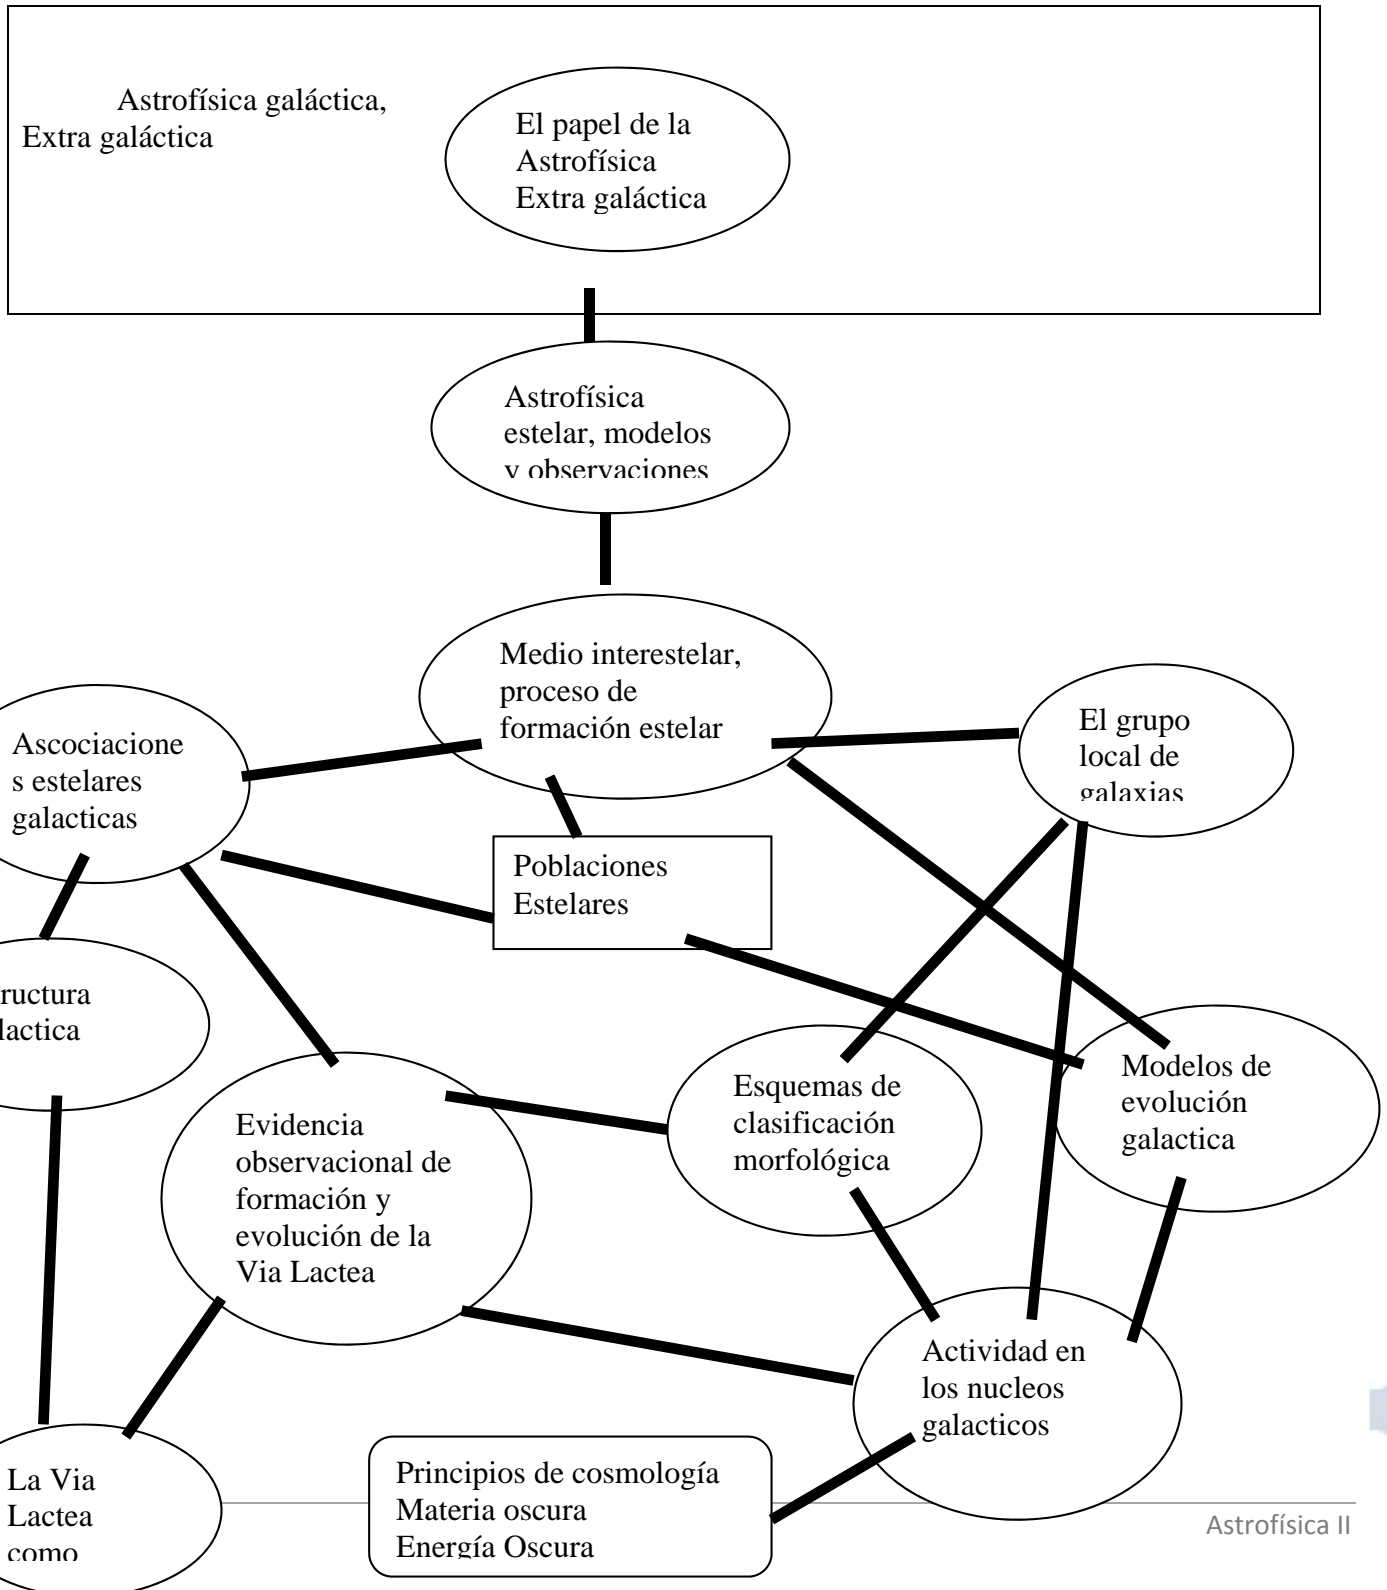 Astrofísica galáctica,
Extra galáctica
El papel de la
Astrofísica
Extra galáctica
Astrofísica
estelar, modelos
y observaciones
Medio interestelar,
proceso de
formación estelar
El grupo
local de
galaxias
Ascociacione
s estelares
galacticas
Poblaciones
Estelares
ructura
lactica
Modelos de
evolución
galactica
Esquemas de
clasificación
morfológica
Evidencia
observacional de
formación y
evolución de la
Via Lactea
Actividad en
los nucleos
galacticos
La Via
Lactea
como
Principios de cosmología
Materia oscura
Energía Oscura
Astrofísica II